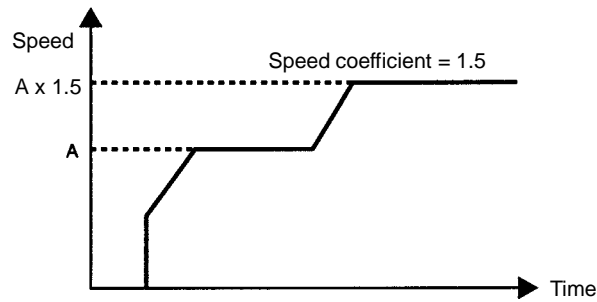 Speed
Speed coefficient = 1.5
A x 1.5
A
Time